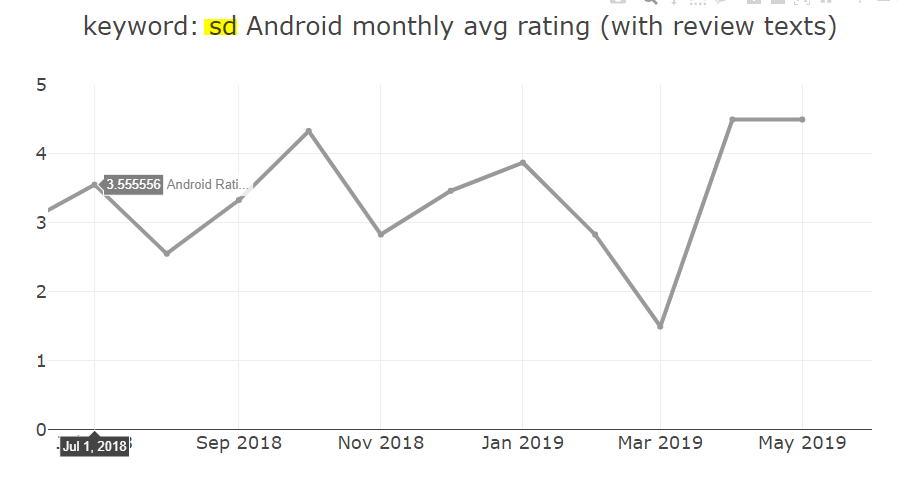 keyword: sd Android monthly avg rating (with review texts)
5
4
3.555556 Android Rati...
3
2
1
0
Jul 1, 2018
Sep 2018 Nov 2018 Jan 2019 Mar 2019 May 2019